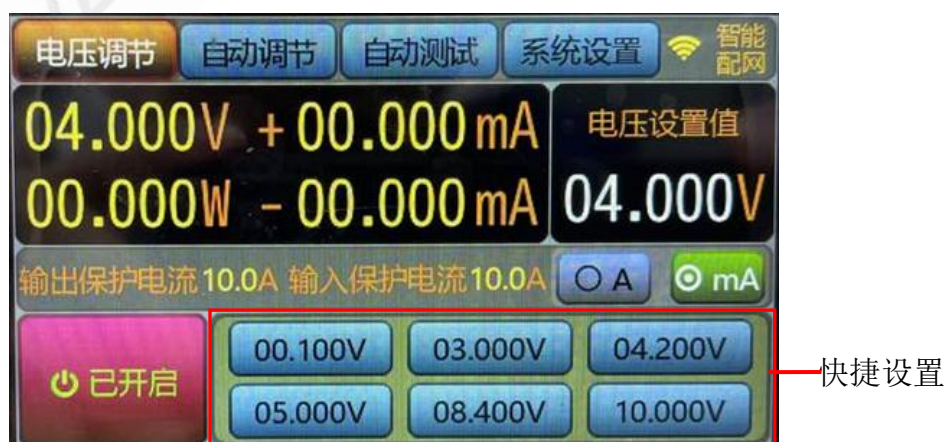 电压调节 自动调节 自动测试 系统设置 智能配网
04.000V + 00.000mA 电压设置值
00.000W - 00.000mA 04.000V
输出保护电流10.0A 输入保护电流10.0A A mA
已开启 00.100V 03.000V 04.200V 快捷设置
05.000V 08.400V 10.000V